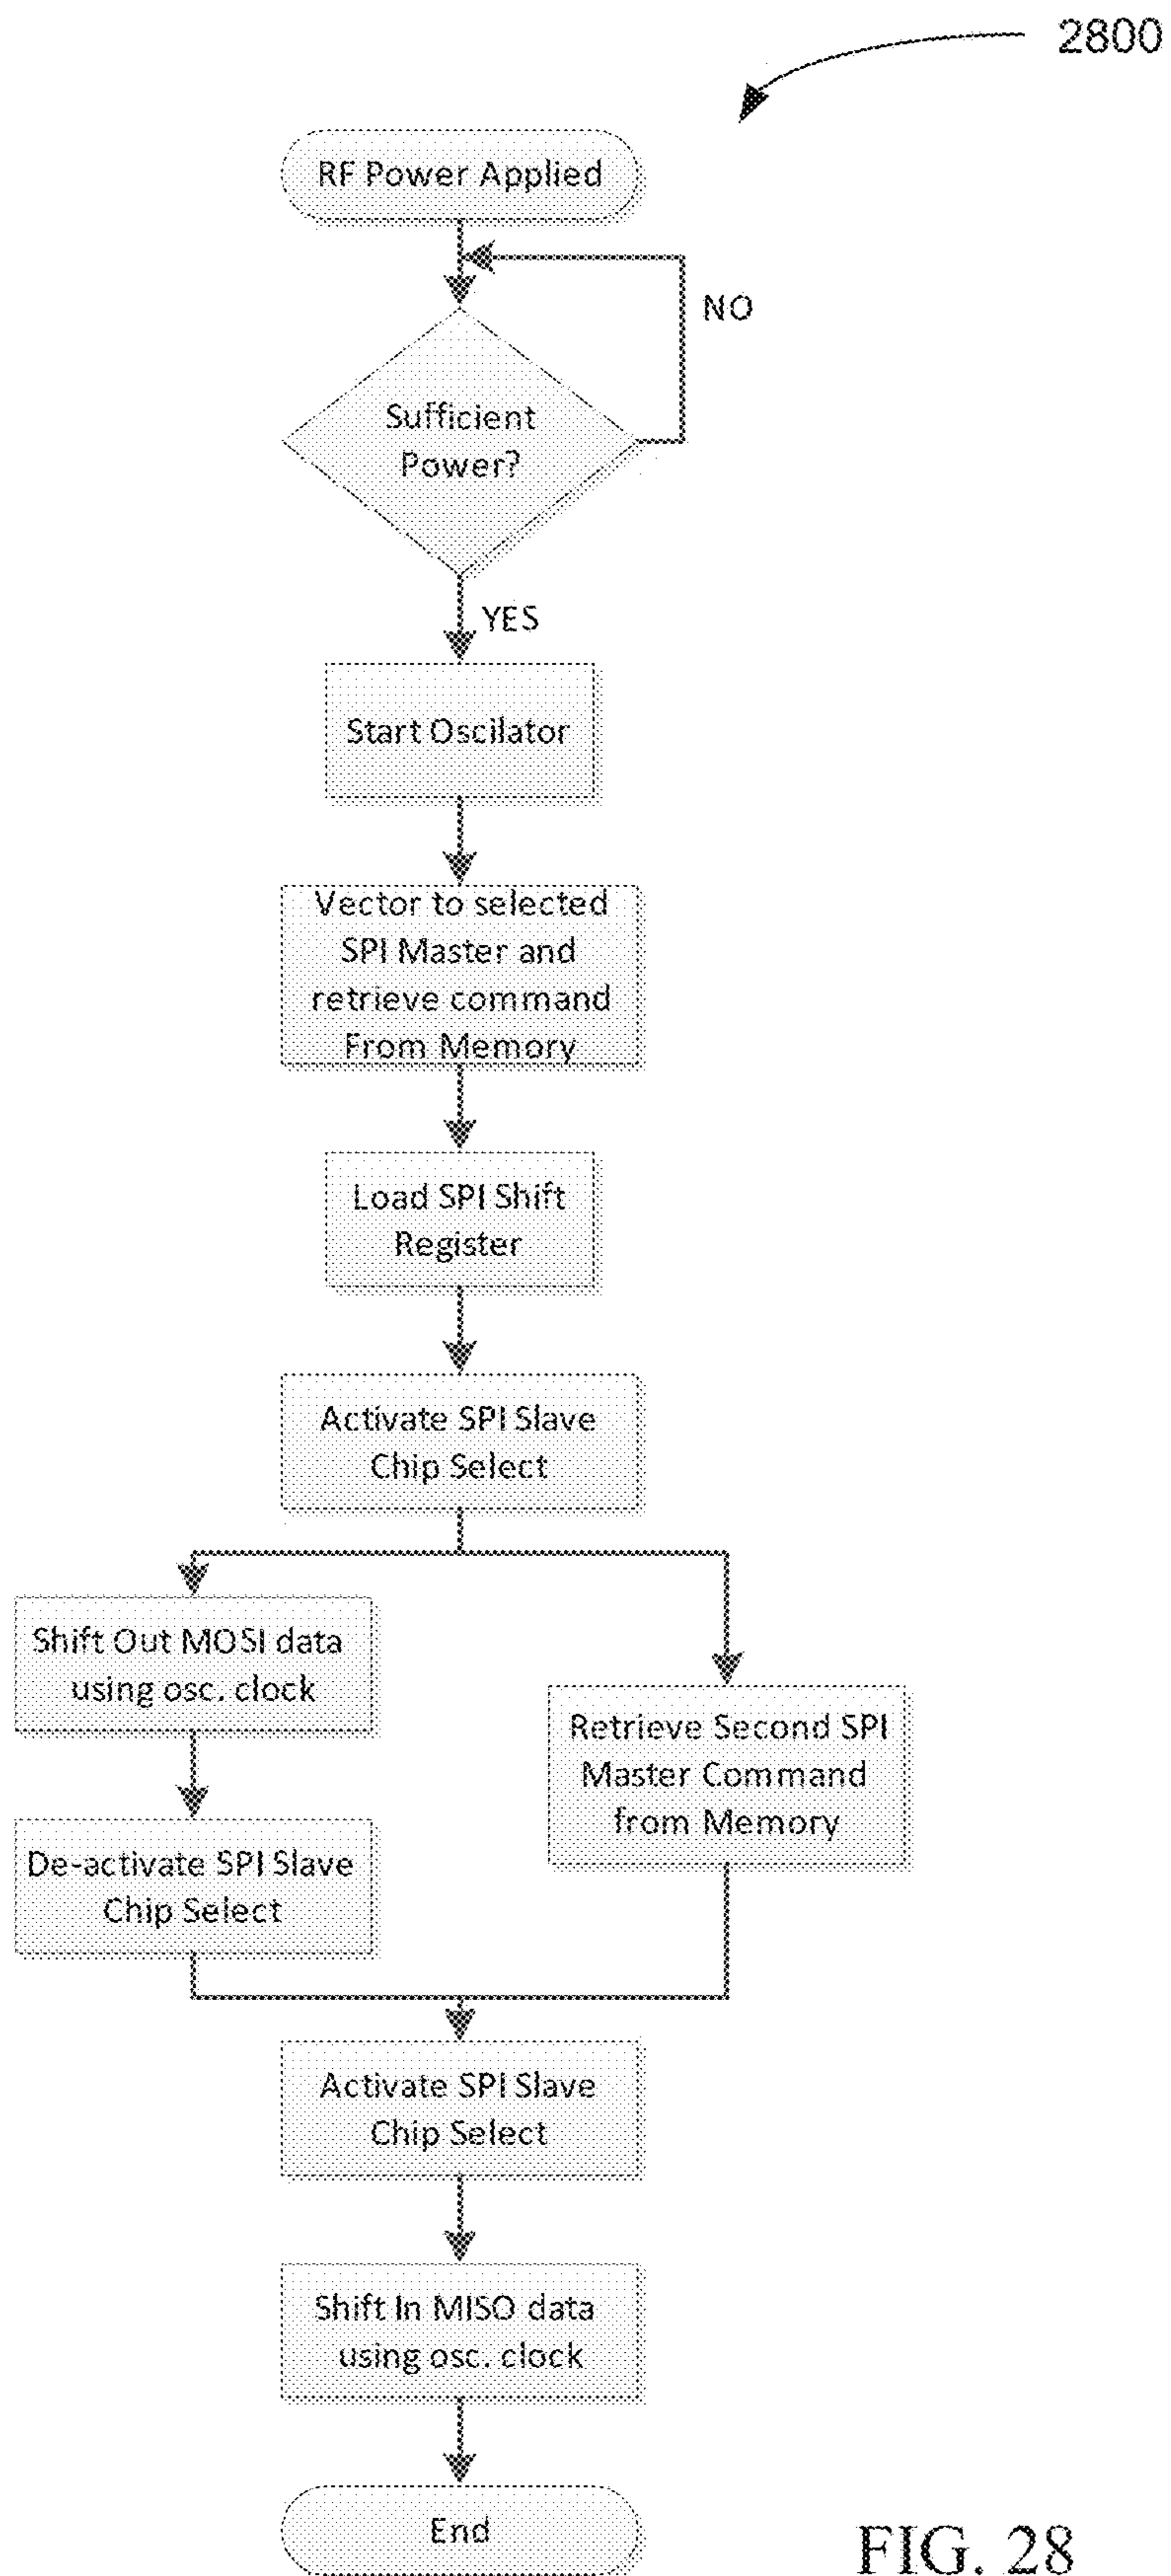 2800
RF Power Applied
NO
Sufficient
Power?
YES
Start Oscilator
Vector to selected
SPI Master and
retrieve command
From Memory
Load SPI Shift
Register
Activate SPI Slave
Chip Select
Shift Out MOSI data
using osc. clock
Retrieve Second SPI
Master Command
from Memory
De-activate SPI Slave
Chip Select
Activate SPI Slave
Chip Select
Shift In MISO data
using osc. clock
End
FIG. 28